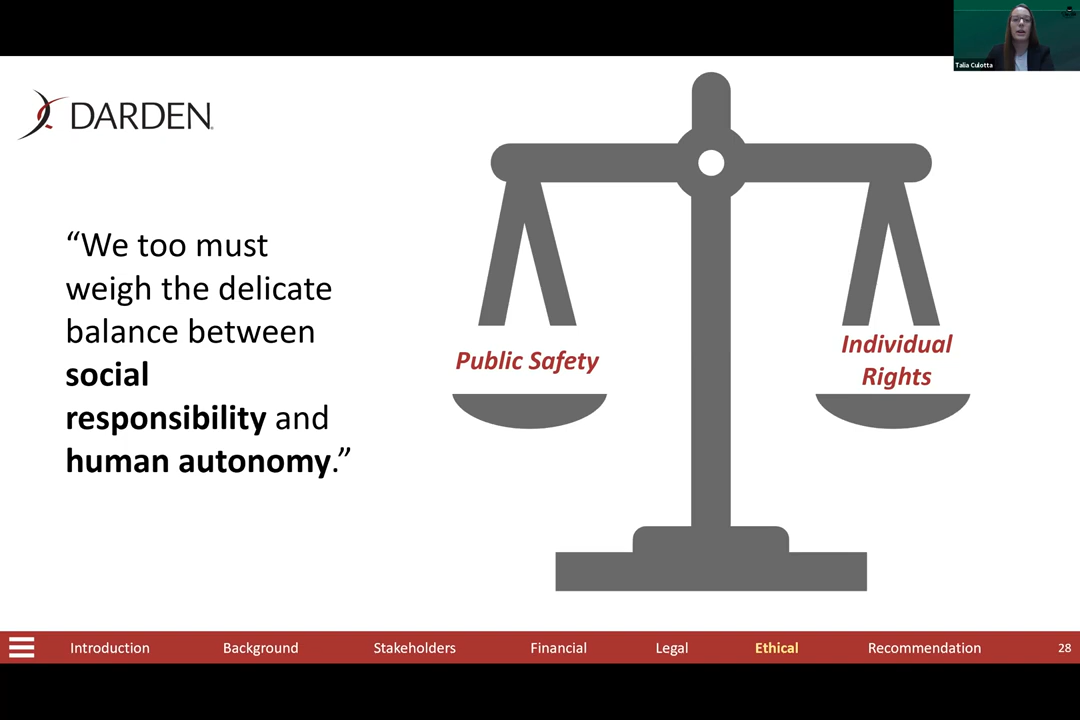 Talia Culotta
DARDEN
“We too must
weigh the delicate
balance between
social
responsibility and
human autonomy.”
Public Safety
Individual
Rights
Introduction Background Stakeholders Financial Legal Ethical Recommendation 28